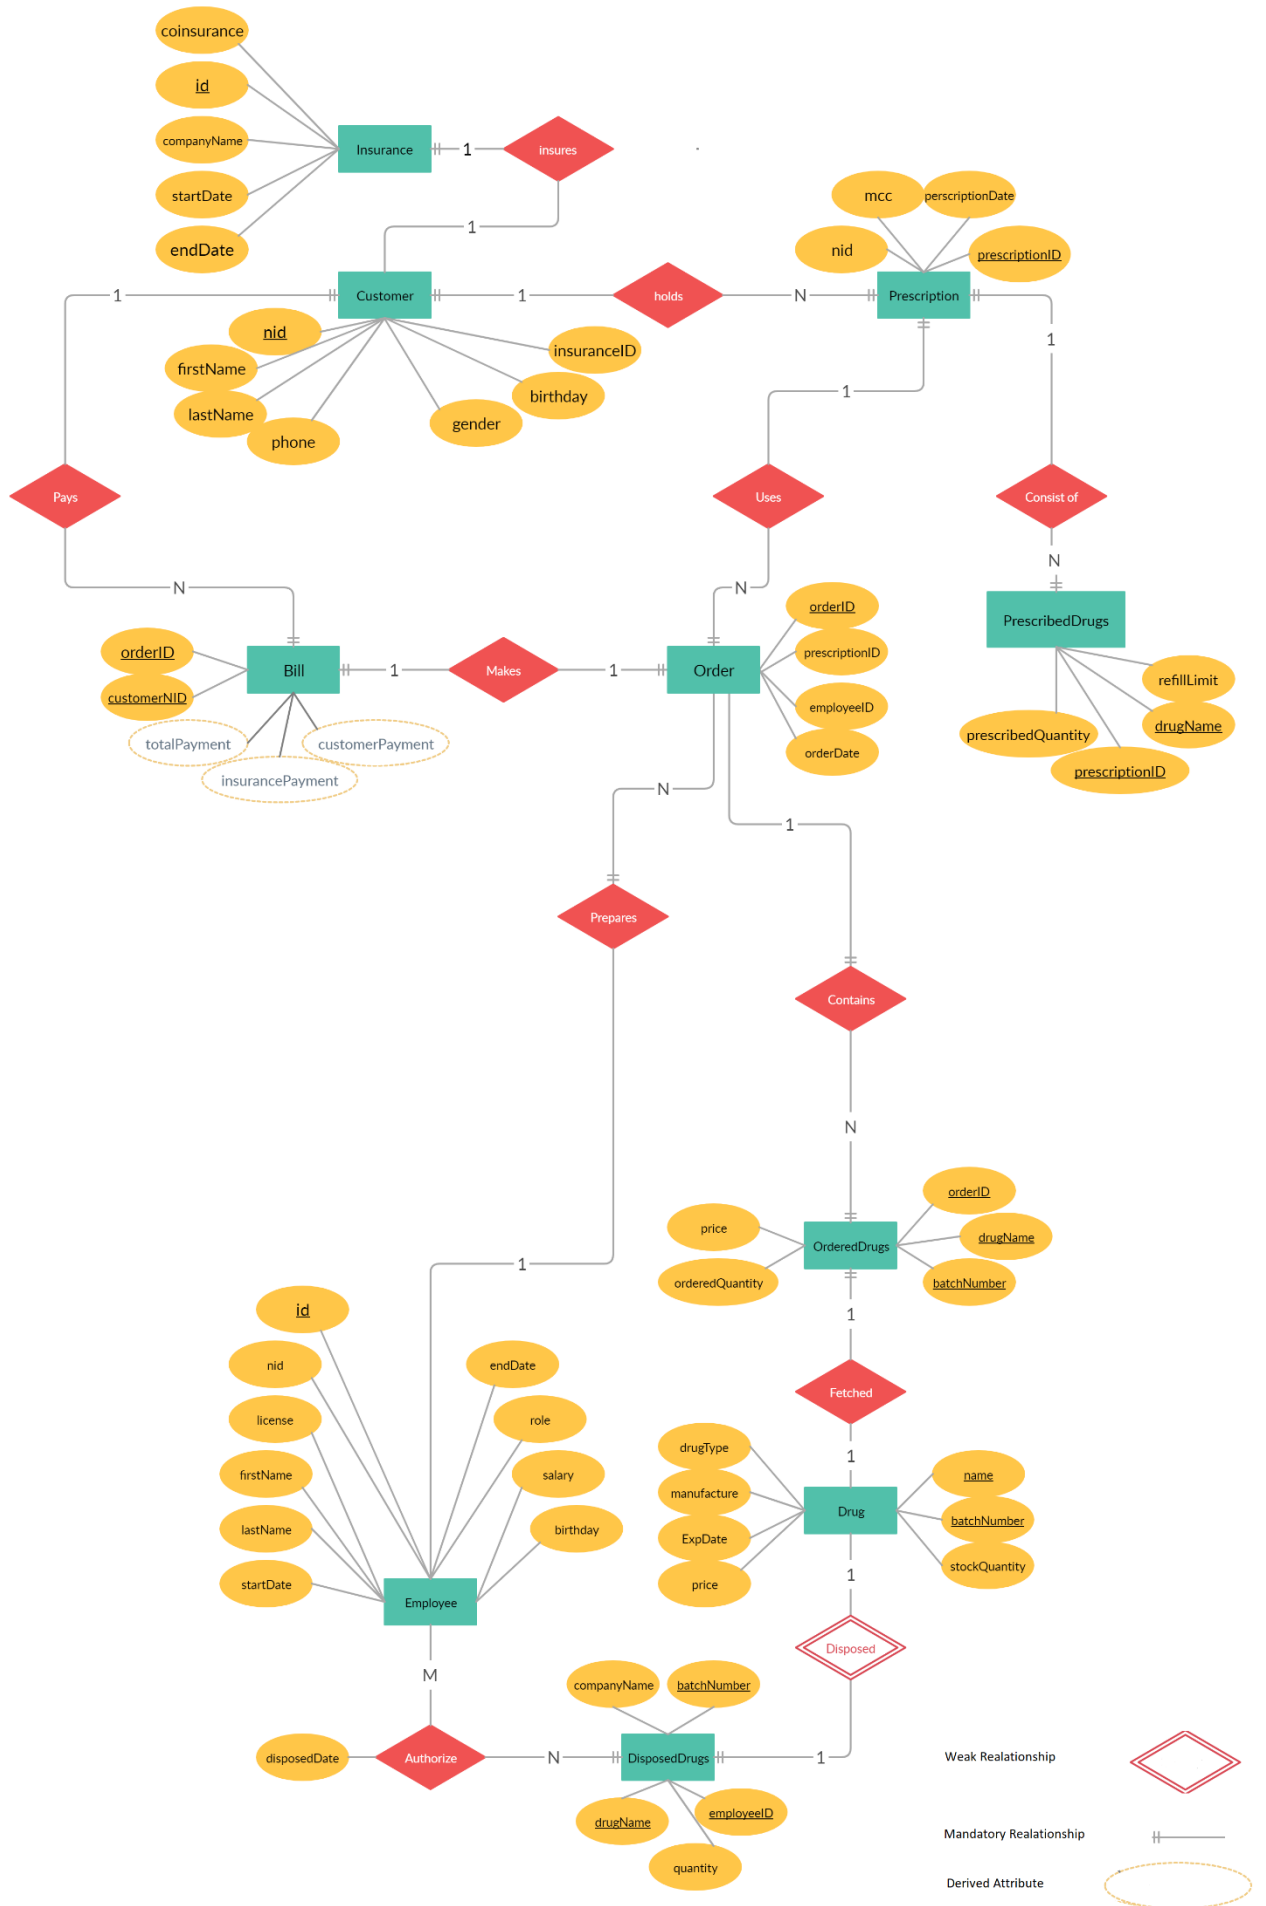 coinsurance
id
companyName
startDate
endDate
Insurance
1
insures
1
mcc
perscriptionDate
nid
prescriptionID
1
Customer
1
holds
N
Prescription
1
nid
firstName
lastName
phone
gender
birthday
insuranceID
1
Pays
Uses
Consist of
N
N
N
orderID
customerNID
Bill
1
Makes
1
Order
orderID
prescriptionID
employeeID
orderDate
PrescribedDrugs
refillLimit
drugName
prescribedQuantity
prescriptionID
totalPayment
customerPayment
insurancePayment
N
1
Prepares
Contains
N
orderID
price
drugName
OrderedDrugs
orderedQuantity
batchNumber
1
1
id
nid
license
firstName
lastName
startDate
endDate
role
salary
birthday
Employee
Fetched
1
drugType
manufacture
ExpDate
price
name
batchNumber
stockQuantity
Drug
1
Disposed
M
companyName
batchNumber
disposedDate
Authorize
N
DisposedDrugs
1
drugName
employeeID
quantity
Weak Realationship
Mandatory Realationship
Derived Attribute